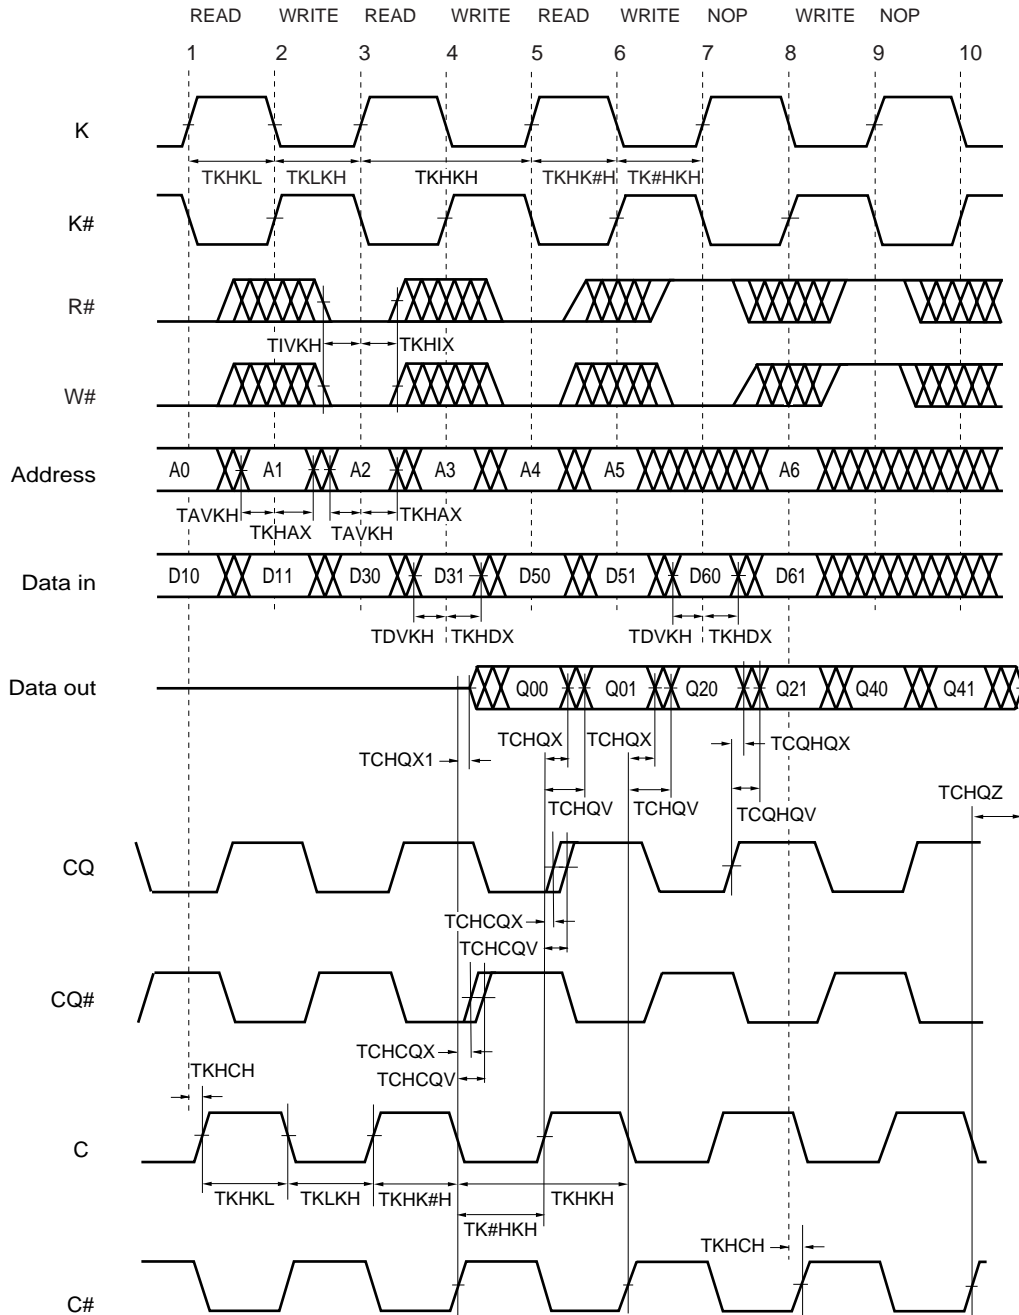 READ WRITE READ WRITE READ WRITE NOP WRITE NOP
1 2 3 4 5 6 7 8 9 10
K
TKHKL TKLKH TKHKH TKHK#H TK#HKH
K#
R#
TIVKH TKHIX
W#
Address A0 A1 A2 A3 A4 A5 A6
TAVKH TKHAX TAVKH TKHAX
Data in D10 D11 D30 D31 D50 D51 D60 D61
TDVKH TKHDX TDVKH TKHDX
Data out Q00 Q01 Q20 Q21 Q40 Q41
TCHQX1 TCHQX TCHQX TCQHQX
TCHQV TCHQV TCQHQV TCHQZ
CQ
TCHCQX
TCHCQV
CQ#
TCHCQX
TCHCQV
TKHCH
C
TKHKL TKLKH TKHK#H TKHKH
TK#HKH
TKHCH
C#